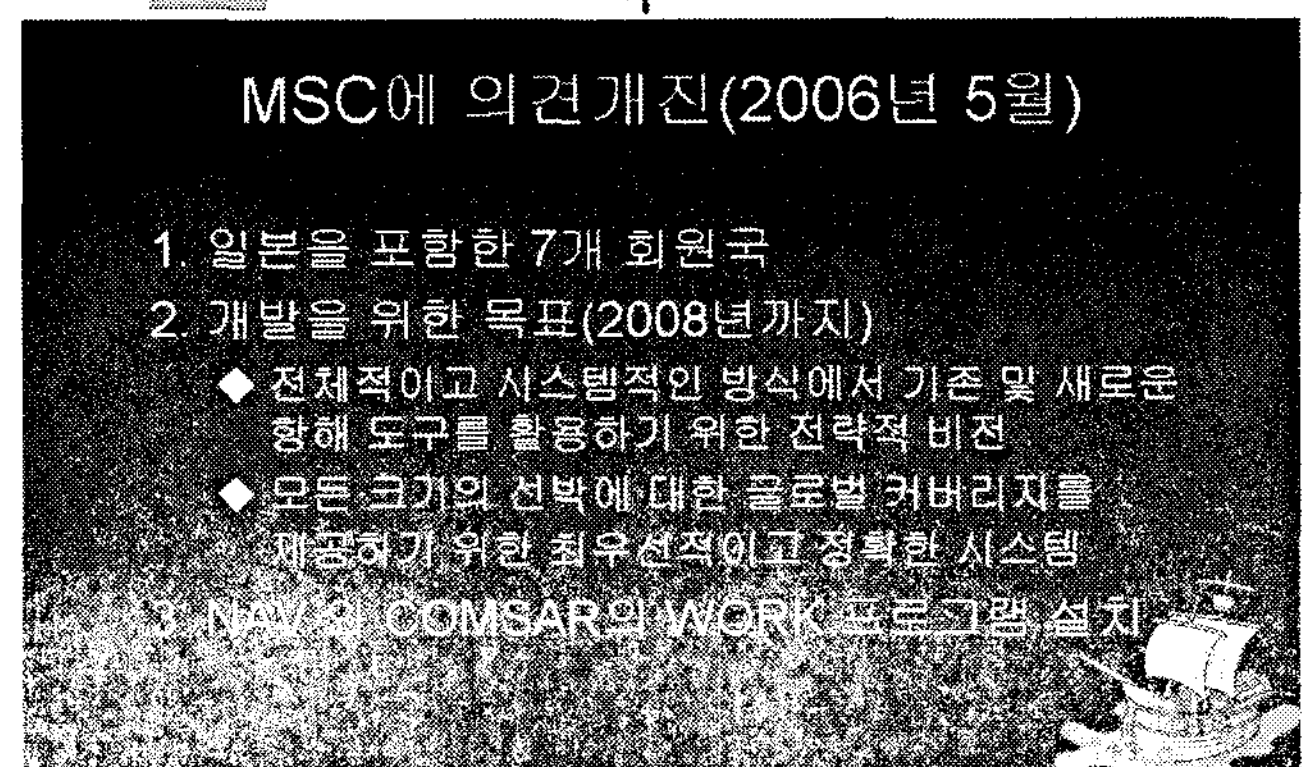 MSC에 의견개진(2006년 5월)
1. 일본을 포함한 7개 회원국
2. 개발을 위한 목표(2008년까지)
◆ 전체적이고 시스템적인 방식에서 기존 및 새로운
항해 도구를 활용하기 위한 전략적 비전
◆ 모든 크기의 선박에 대한 글로벌 커버리지를
제공하기 위한 최우선적이고 정확한 시스템
3. NAV와 COMSAR의 WORK 프로그램 설치